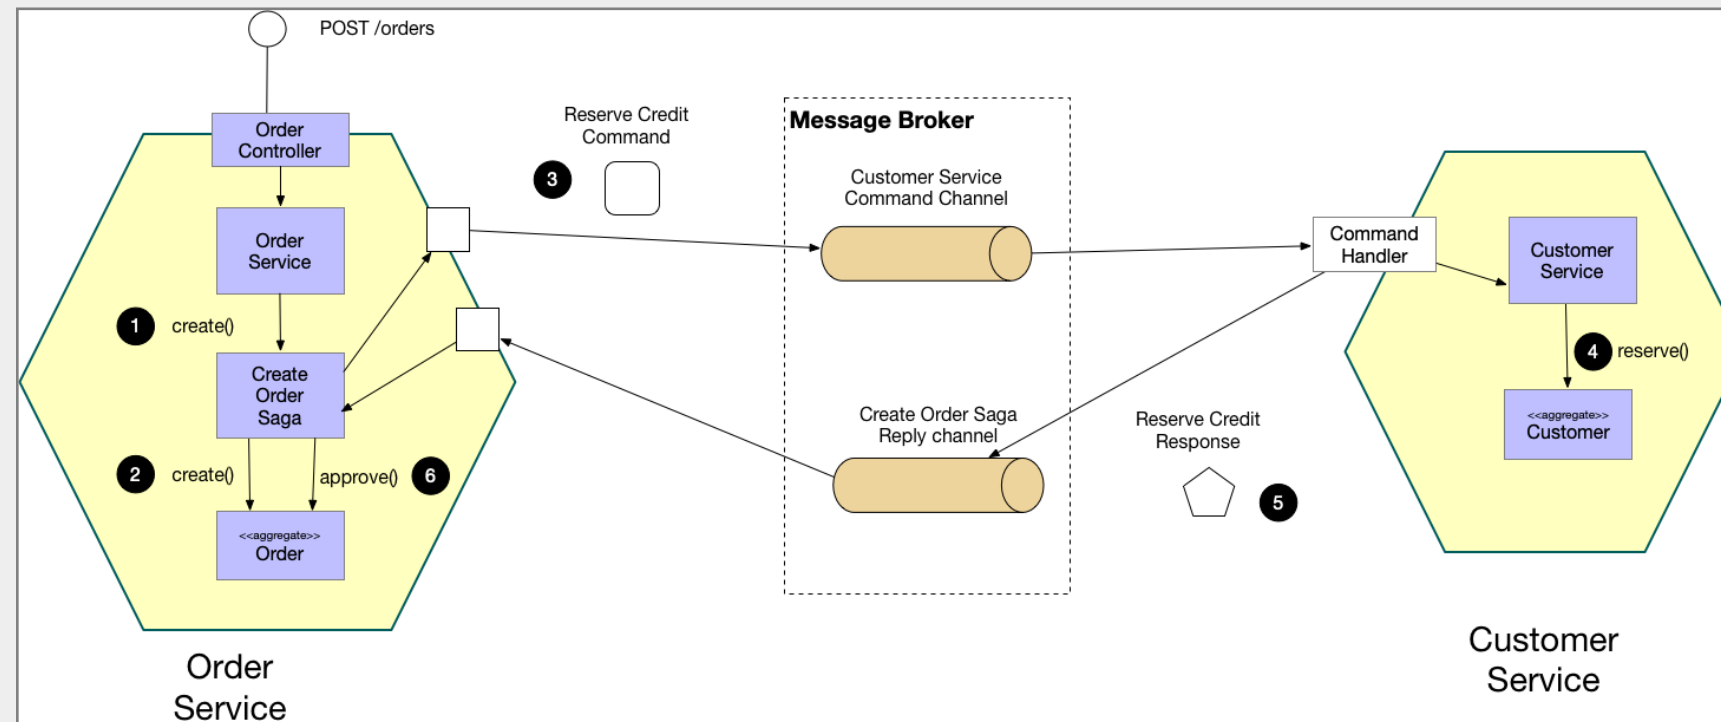 POST /orders
Order
Controller
Order
Service
1
create()
Create
Order
Saga
2
create()
approve()
6
<<aggregate>>
Order
Order
Service
Reserve Credit
Command
3
Message Broker
Customer Service
Command Channel
Create Order Saga
Reply channel
Reserve Credit
Response
5
Command
Handler
Customer
Service
4
reserve()
<<aggregate>>
Customer
Customer
Service